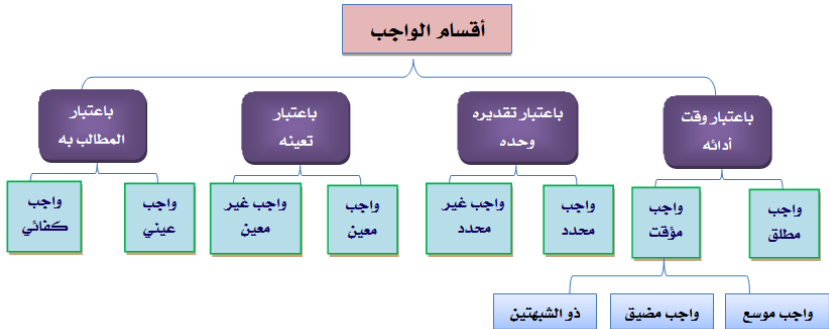 أقسام الواجب
باعتبار وقت
أدائه
باعتبار تقديره
وحده
باعتبار
تعينه
باعتبار
المطالب به
واجب
مطلق
واجب
مؤقت
واجب
محدد
واجب غير
محدد
واجب
معين
واجب غير
معين
واجب
عيني
واجب
كفائي
واجب موسع
واجب مضيق
ذو الشبهتين